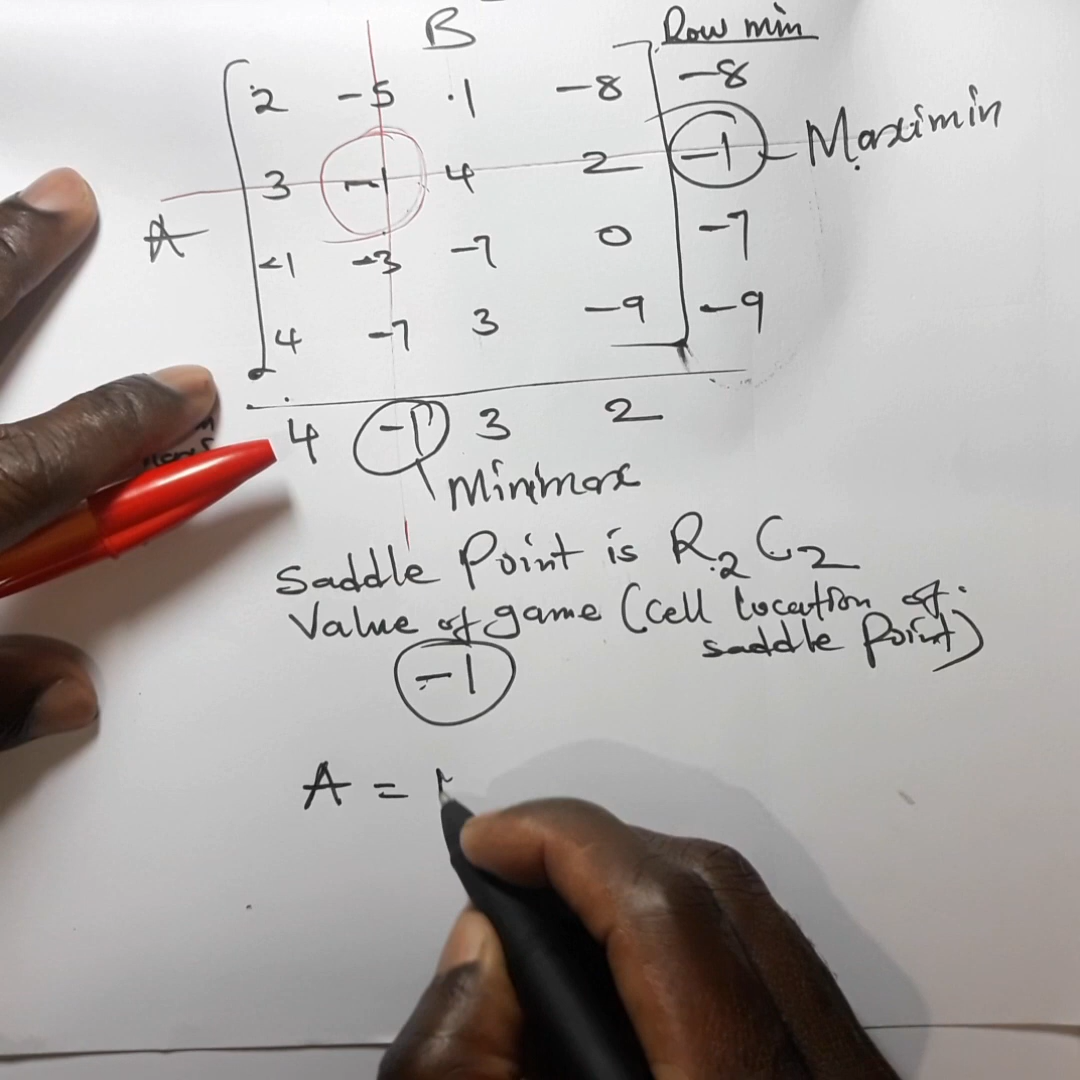 B Row min
2 -5 1 -8 -8
A 3 -1 4 2 -1 Maximin
-1 -3 -7 0 -7
4 -7 3 -9 -9
4 -1 3 2
Minimax
Saddle Point is R2 C2
Value of game (cell location of
saddle Point)
-1
A =